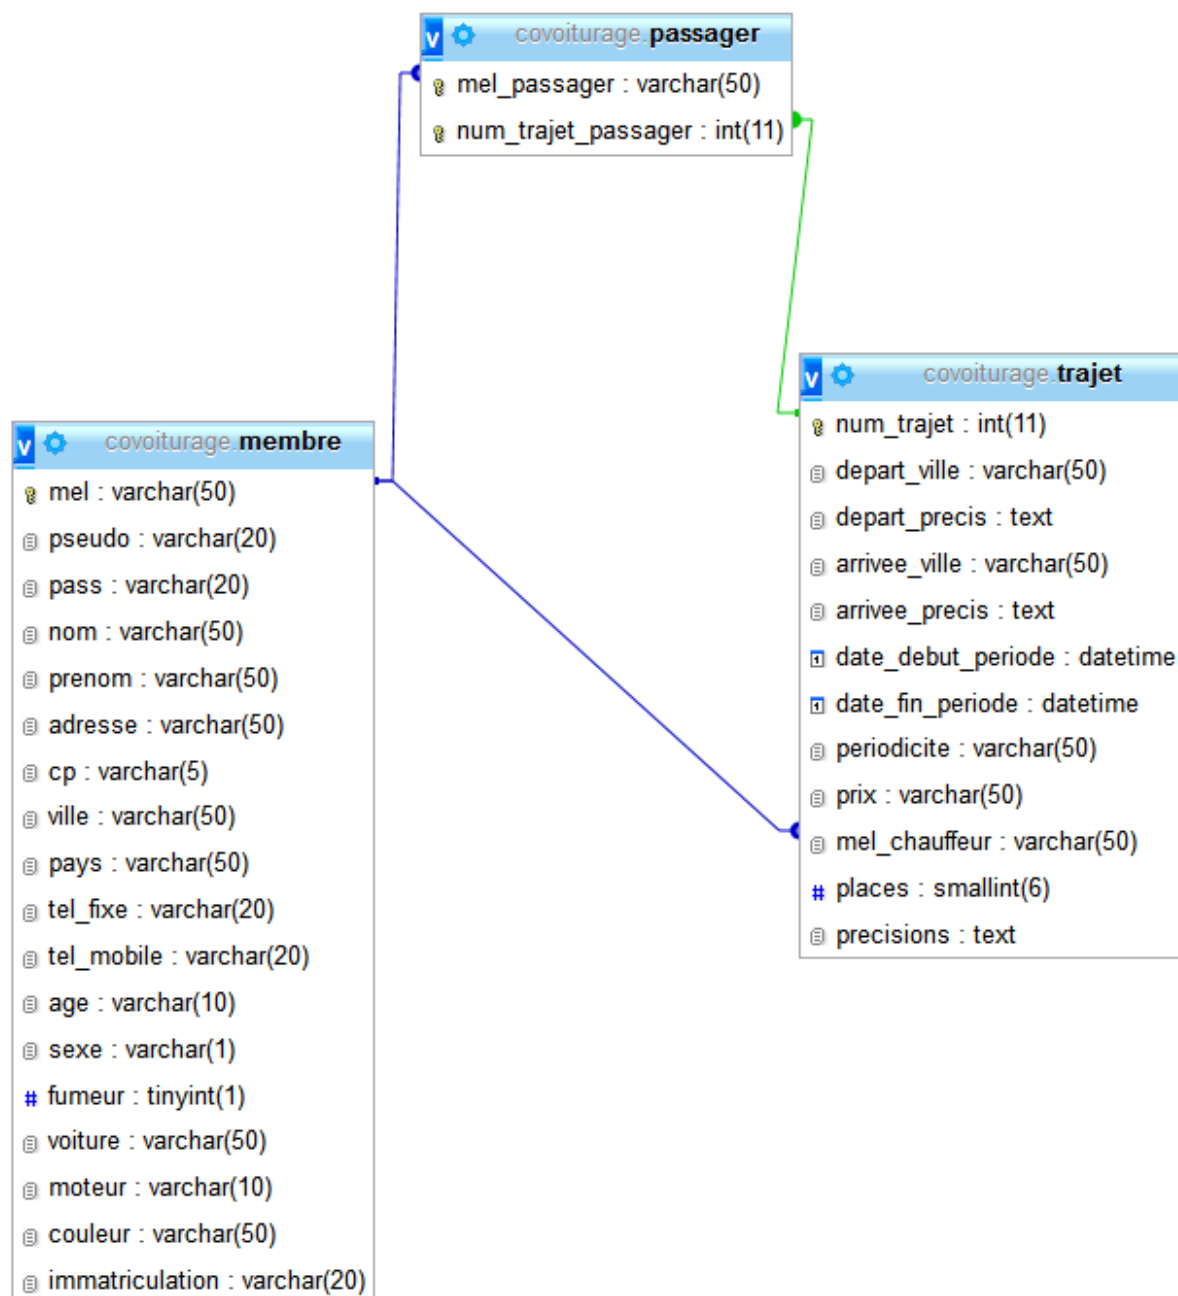 v covoiturage.passager
mel_passager : varchar(50)
num_trajet_passager : int(11)
v covoiturage.trajet
num_trajet : int(11)
depart_ville : varchar(50)
depart_precis : text
arrivee_ville : varchar(50)
arrivee_precis : text
date_debut_periode : datetime
date_fin_periode : datetime
periodicite : varchar(50)
prix : varchar(50)
mel_chauffeur : varchar(50)
# places : smallint(6)
precisions : text
v covoiturage.membre
mel : varchar(50)
pseudo : varchar(20)
pass : varchar(20)
nom : varchar(50)
prenom : varchar(50)
adresse : varchar(50)
cp : varchar(5)
ville : varchar(50)
pays : varchar(50)
tel_fixe : varchar(20)
tel_mobile : varchar(20)
age : varchar(10)
sexe : varchar(1)
# fumeur : tinyint(1)
voiture : varchar(50)
moteur : varchar(10)
couleur : varchar(50)
immatriculation : varchar(20)